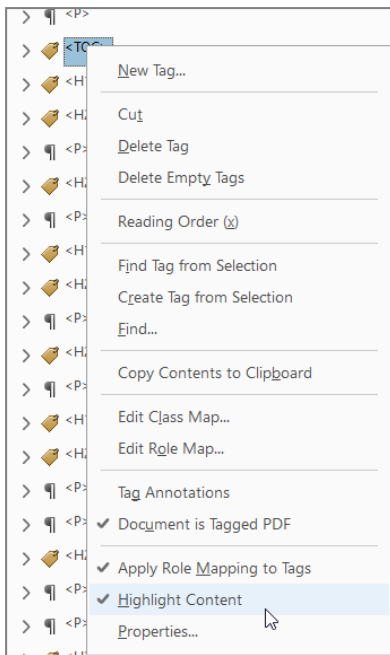 <P>
<TOC>
<H
<H
<P>
<H
<P>
<H
<H
<P>
<H
<P>
<H
<H
<P>
<P>
<H
<P>
<P>
New Tag...
Cut
Delete Tag
Delete Empty Tags
Reading Order (x)
Find Tag from Selection
Create Tag from Selection
Find...
Copy Contents to Clipboard
Edit Class Map...
Edit Role Map...
Tag Annotations
Document is Tagged PDF
Apply Role Mapping to Tags
Highlight Content
Properties...